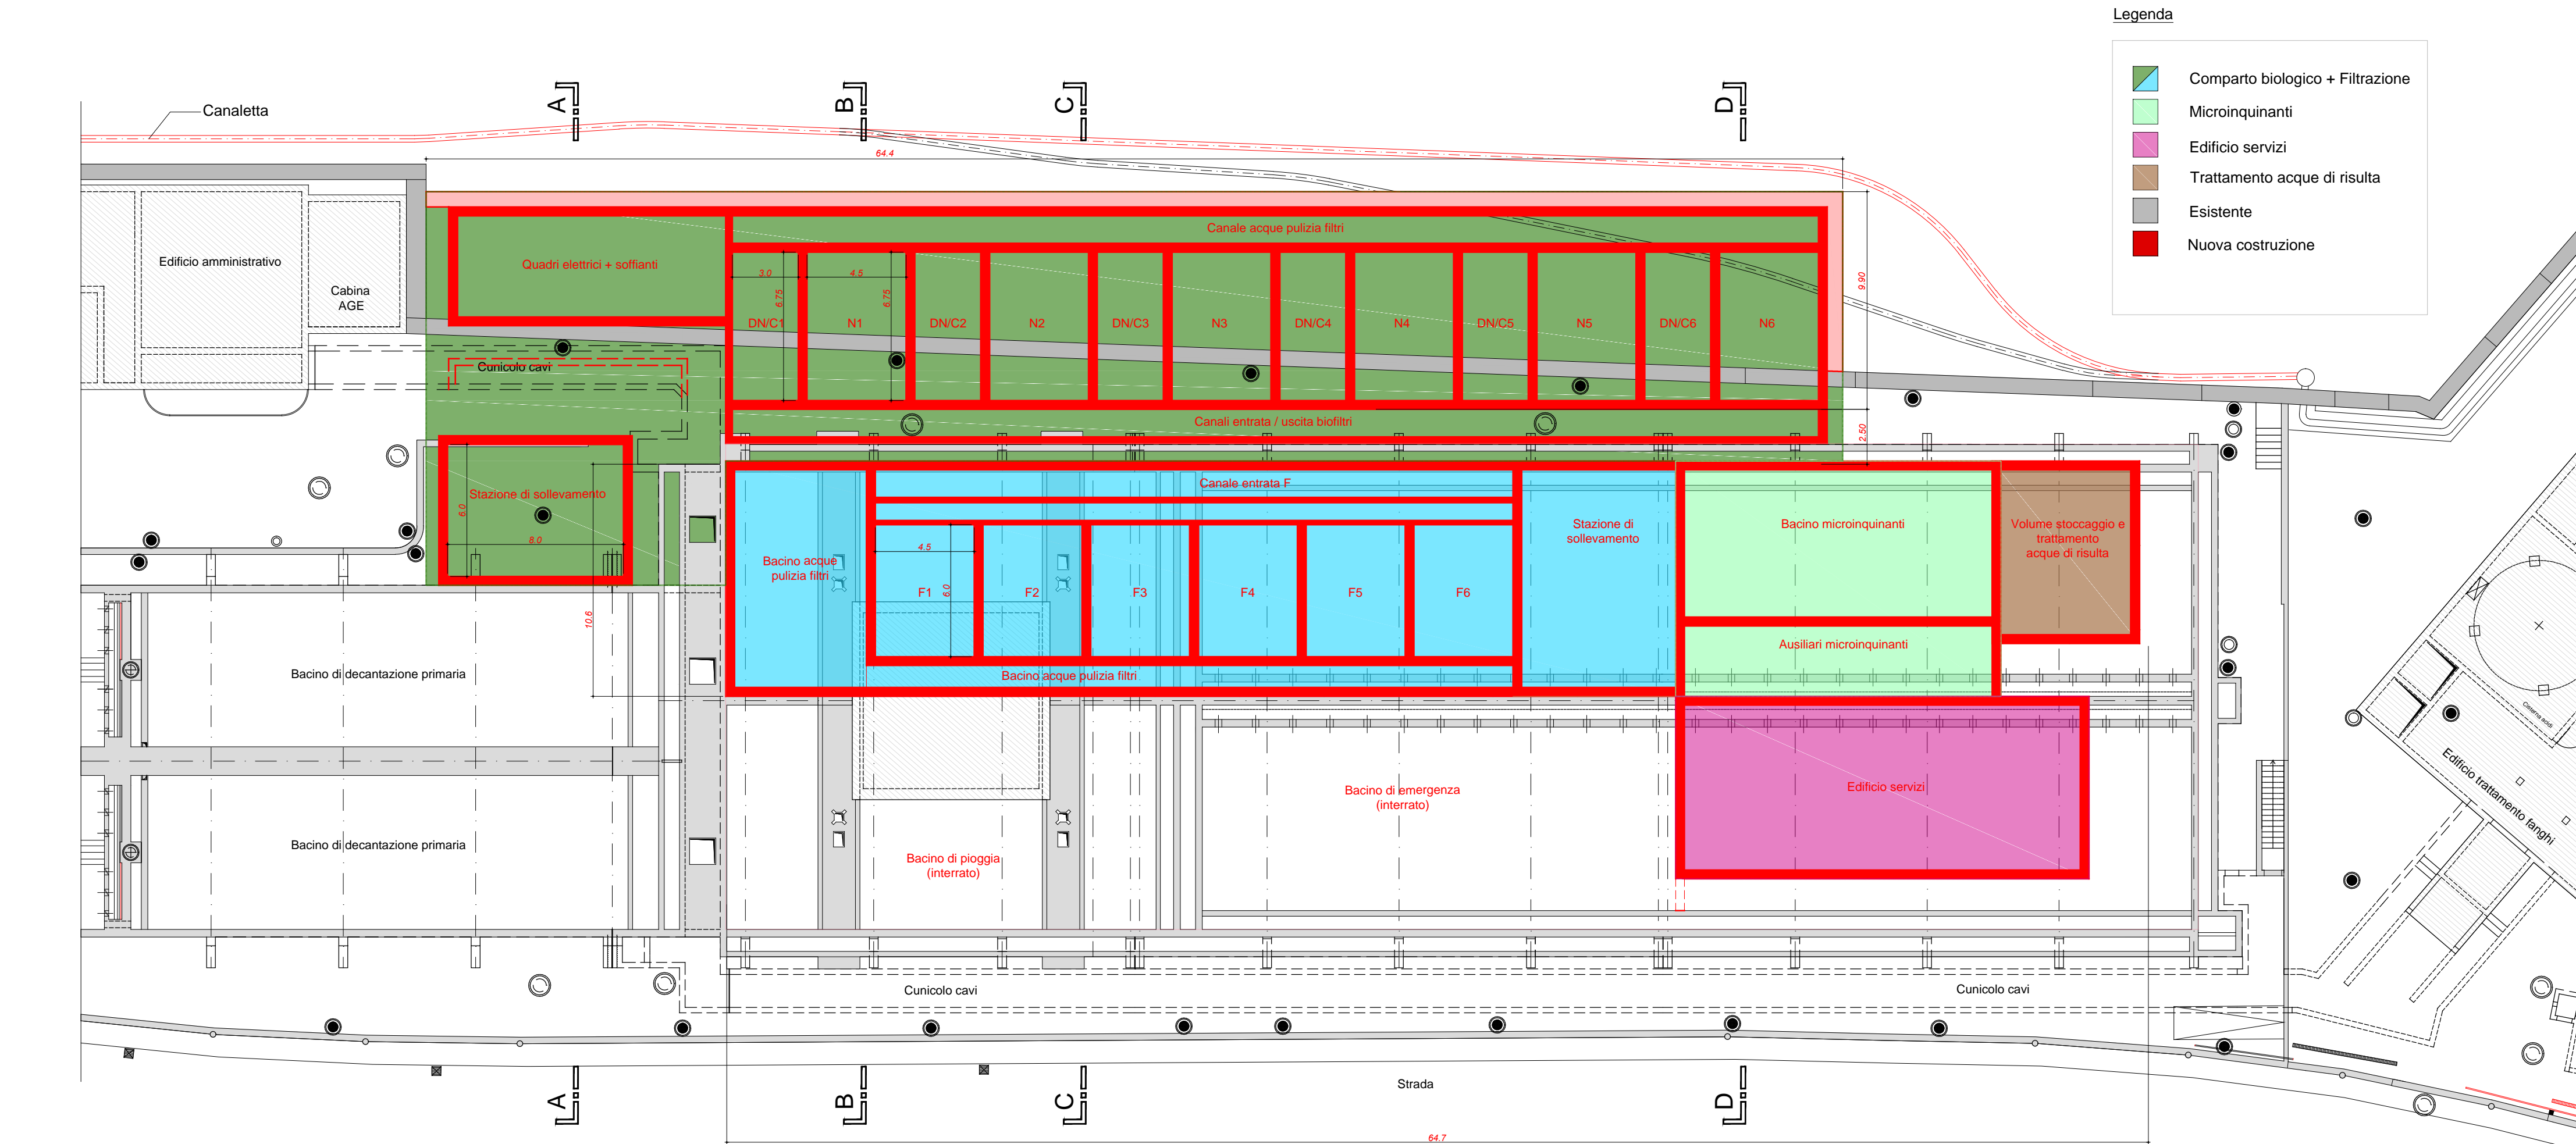 Legenda
Comparto biologico + Filtrazione
Microinquinanti
Edificio servizi
Trattamento acque di risulta
Esistente
Nuova costruzione
A
B
C
D
Canaletta
64.4
Canale acque pulizia filtri
Edificio amministrativo
Cabina
AGE
Quadri elettrici + soffianti
3.0
4.5
6.75
6.75
9.90
DN/C1
N1
DN/C2
N2
DN/C3
N3
DN/C4
N4
DN/C5
N5
DN/C6
N6
Cunicolo cavi
Canali entrata / uscita biofiltri
2.50
Stazione di sollevamento
6.0
8.0
Canale entrata F
Bacino acque
pulizia filtri
4.5
6.0
F1
F2
F3
F4
F5
F6
Stazione di
sollevamento
Bacino microinquinanti
Volume stoccaggio e
trattamento
acque di risulta
10.6
Ausiliari microinquinanti
Bacino acque pulizia filtri
Bacino di decantazione primaria
Bacino di decantazione primaria
Bacino di emergenza
(interrato)
Edificio servizi
Bacino di pioggia
(interrato)
Cisterna acidi
Edificio trattamento fanghi
Cunicolo cavi
Cunicolo cavi
Strada
A
B
C
D
64.7